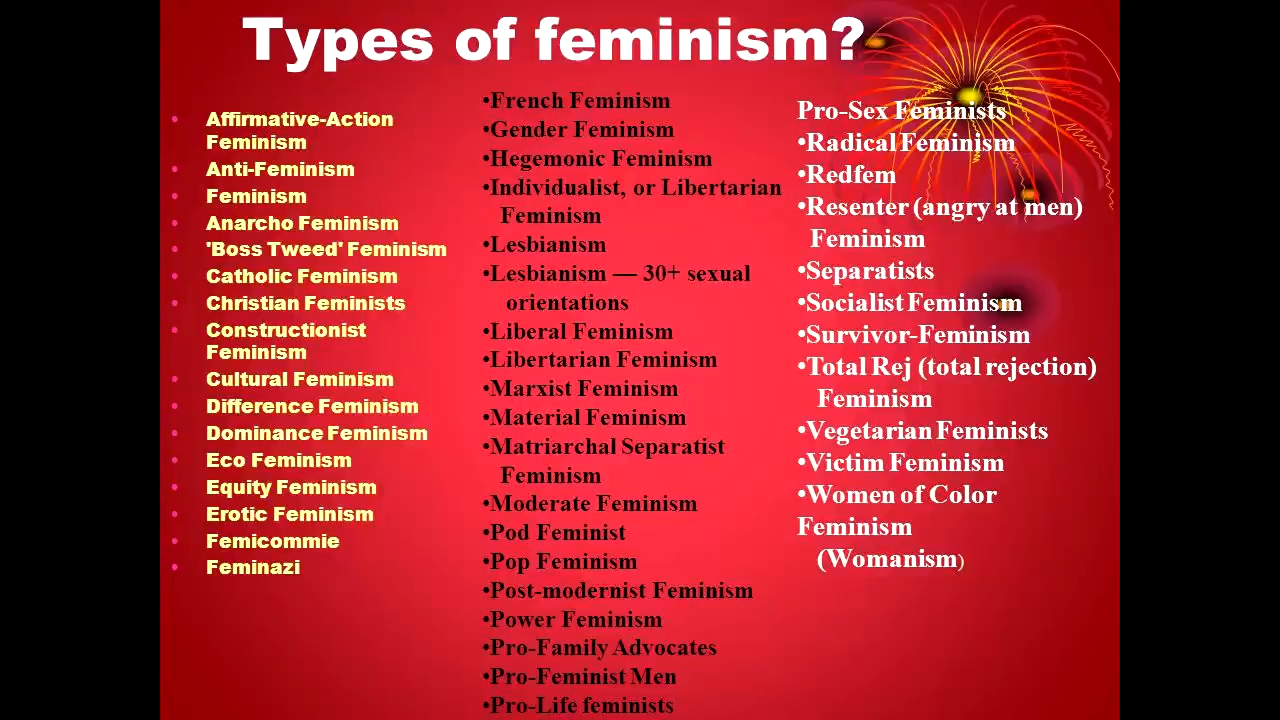 Types of feminism?
• Affirmative-Action
Feminism
• Anti-Feminism
• Feminism
• Anarcho Feminism
• 'Boss Tweed' Feminism
• Catholic Feminism
• Christian Feminists
• Constructionist
Feminism
• Cultural Feminism
• Difference Feminism
• Dominance Feminism
• Eco Feminism
• Equity Feminism
• Erotic Feminism
• Femicommie
• Feminazi
•French Feminism
•Gender Feminism
•Hegemonic Feminism
•Individualist, or Libertarian
Feminism
•Lesbianism
•Lesbianism — 30+ sexual
orientations
•Liberal Feminism
•Libertarian Feminism
•Marxist Feminism
•Material Feminism
•Matriarchal Separatist
Feminism
•Moderate Feminism
•Pod Feminist
•Pop Feminism
•Post-modernist Feminism
•Power Feminism
•Pro-Family Advocates
•Pro-Feminist Men
•Pro-Life feminists
Pro-Sex Feminists
•Radical Feminism
•Redfem
•Resenter (angry at men)
Feminism
•Separatists
•Socialist Feminism
•Survivor-Feminism
•Total Rej (total rejection)
Feminism
•Vegetarian Feminists
•Victim Feminism
•Women of Color
Feminism
(Womanism)